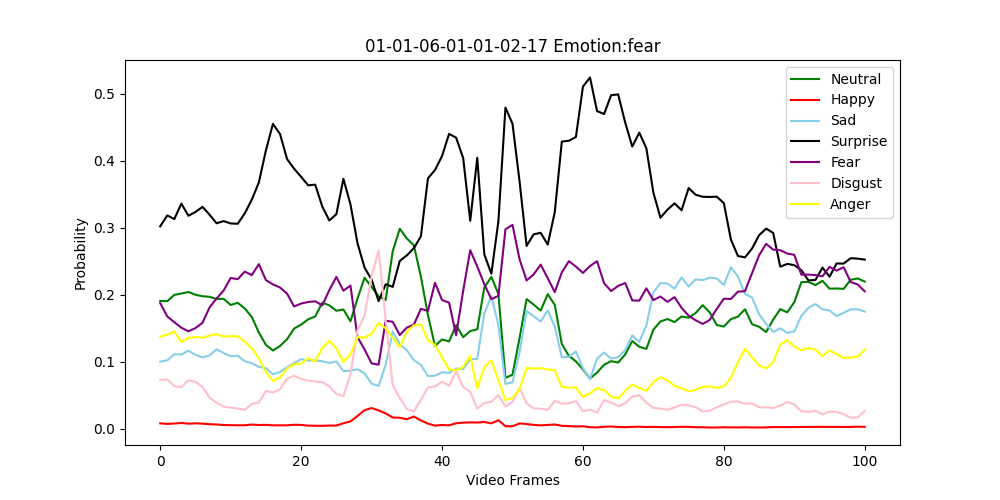 01-01-06-01-01-02-17 Emotion:fear
Probability
0.5
0.4
0.3
0.2
0.1
0.0
0
20
40
60
80
100
Video Frames
Neutral
Happy
Sad
Surprise
Fear
Disgust
Anger